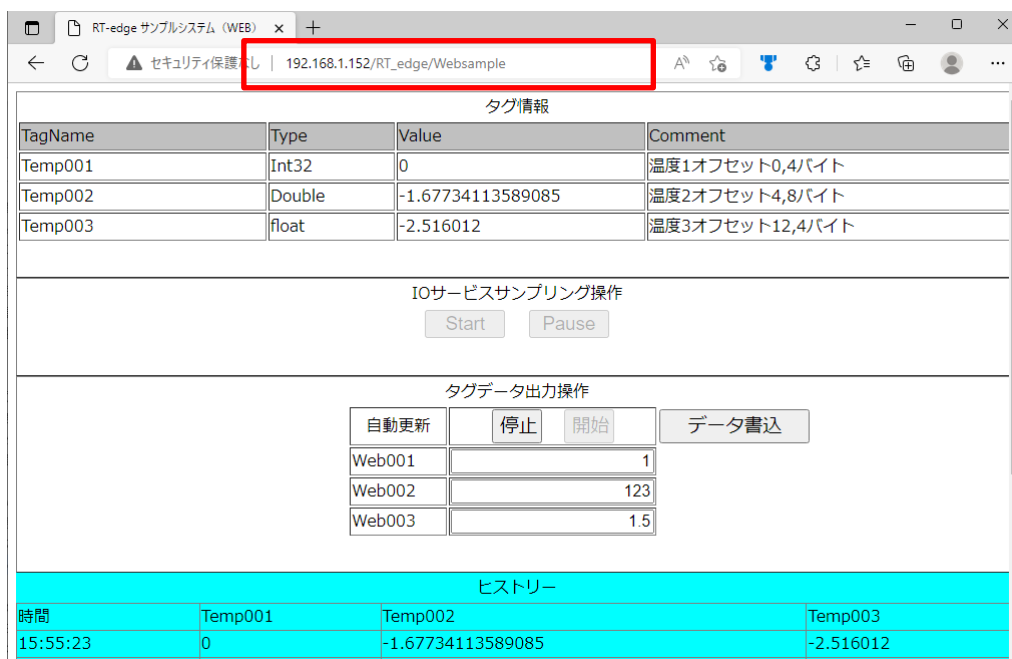 RT-edge サンプルシステム（WEB）
セキュリティ保護なし 192.168.1.152/RT_edge/Websample
タグ情報
TagName Type Value Comment
Temp001 Int32 0 温度1オフセット0,4バイト
Temp002 Double -1.67734113589085 温度2オフセット4,8バイト
Temp003 float -2.516012 温度3オフセット12,4バイト
IOサービスサンプリング操作
Start Pause
タグデータ出力操作
自動更新 停止 開始 データ書込
Web001 1
Web002 123
Web003 1.5
ヒストリー
時間 Temp001 Temp002 Temp003
15:55:23 0 -1.67734113589085 -2.516012